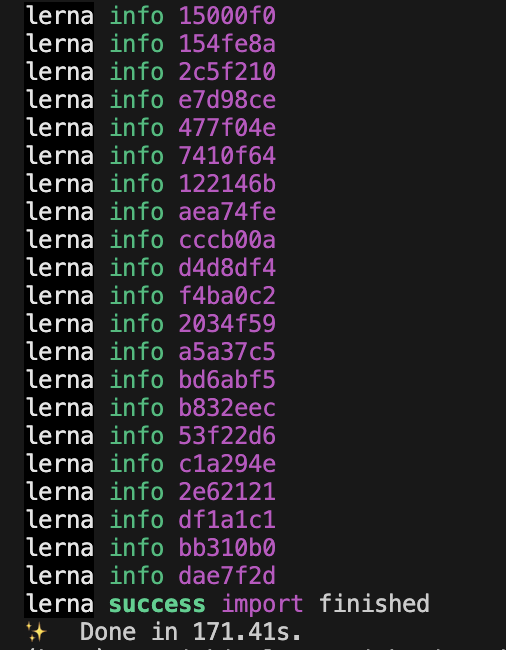 lerna info 15000f0
lerna info 154fe8a
lerna info 2c5f210
lerna info e7d98ce
lerna info 477f04e
lerna info 7410f64
lerna info 122146b
lerna info aea74fe
lerna info cccb00a
lerna info d4d8df4
lerna info f4ba0c2
lerna info 2034f59
lerna info a5a37c5
lerna info bd6abf5
lerna info b832eec
lerna info 53f22d6
lerna info c1a294e
lerna info 2e62121
lerna info df1a1c1
lerna info bb310b0
lerna info dae7f2d
lerna success import finished
✨ Done in 171.41s.